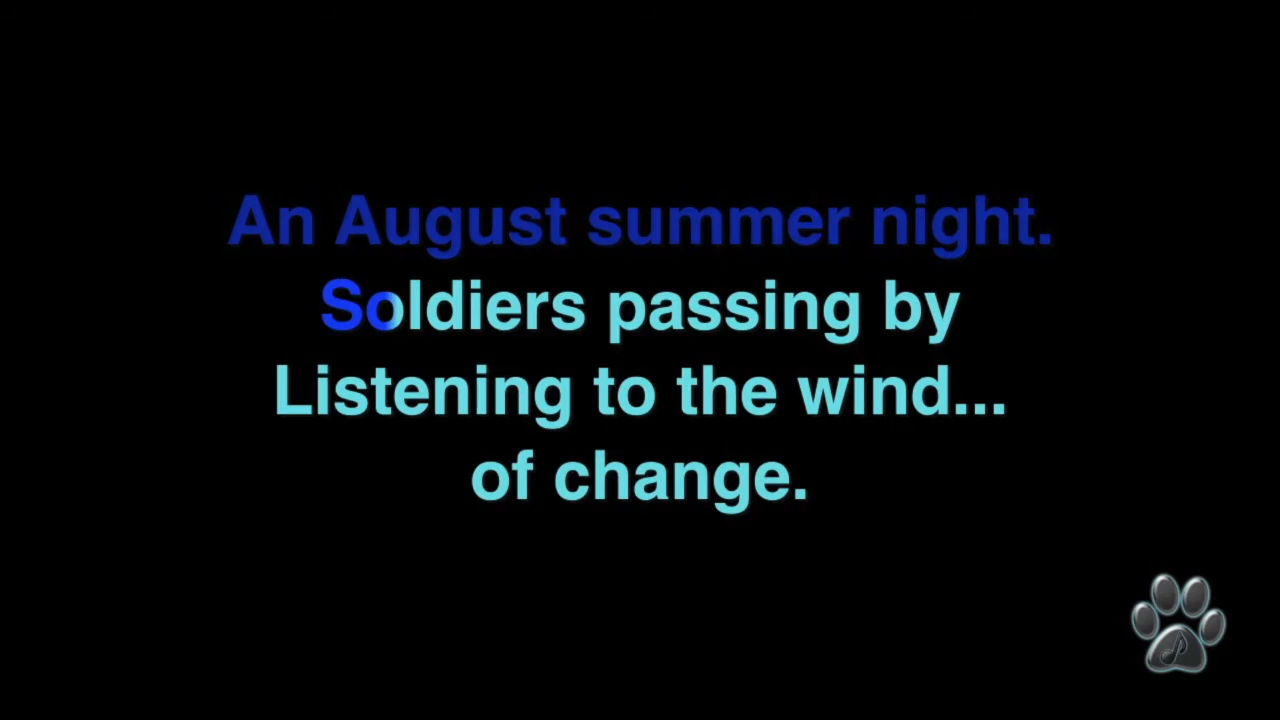 An August summer night.
Soldiers passing by
Listening to the wind...
of change.